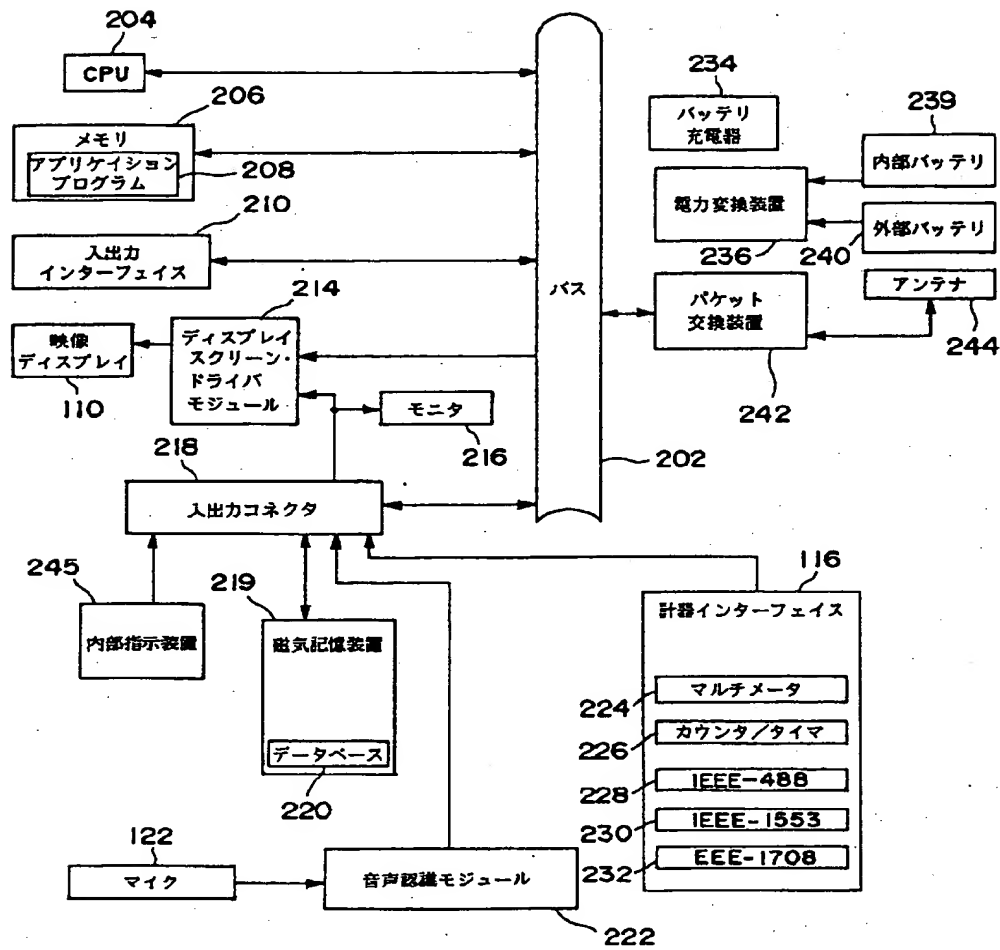 204
CPU
206
メモリ
アプリケイション
プログラム
208
210
入出力
インターフェイス
214
映像
ディスプレイ
110
ディスプレイ
スクリーン・
ドライバ
モジュール
モニタ
216
218
入出力コネクタ
バス
202
234
バッテリ
充電器
239
内部バッテリ
電力変換装置
236
外部バッテリ
240
アンテナ
244
パケット
交換装置
242
245
内部指示装置
219
磁気記憶装置
データベース
220
116
計器インターフェイス
224
マルチメータ
226
カウンタ/タイマ
228
IEEE-488
230
IEEE-1553
232
EEE-1708
122
マイク
音声認識モジュール
222